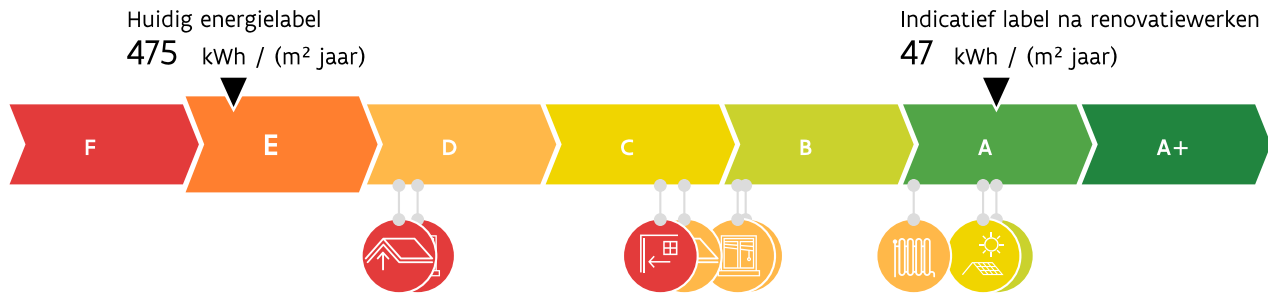 Huidig energielabel
475 kWh / (m² jaar)
Indicatief label na renovatiewerken
47 kWh / (m² jaar)
F E D C B A A+